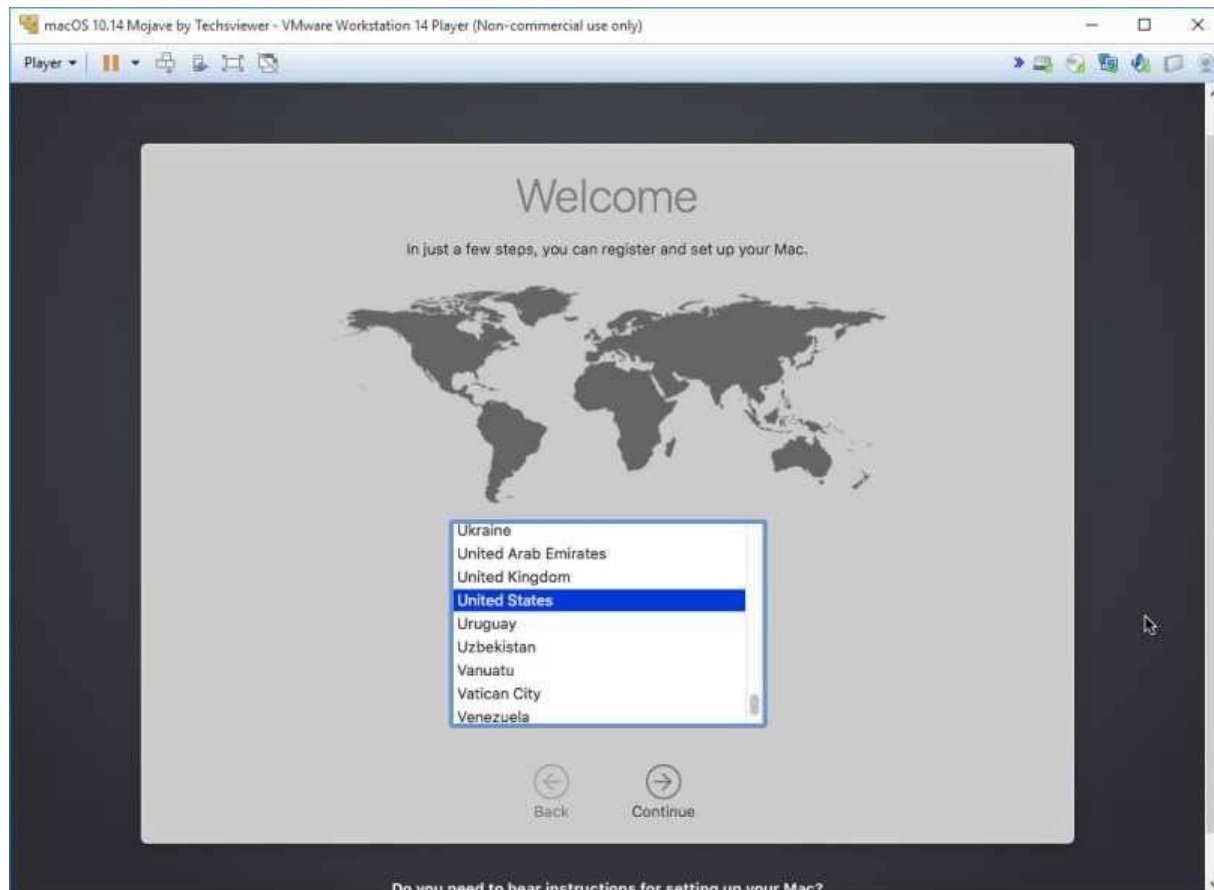 macOS 10.14 Mojave by Techsviewer - VMware Workstation 14 Player (Non-commercial use only)
Player
Welcome
In just a few steps, you can register and set up your Mac.
Ukraine
United Arab Emirates
United Kingdom
United States
Uruguay
Uzbekistan
Vanuatu
Vatican City
Venezuela
Back
Continue
Do you need to hear instructions for setting up your Mac?